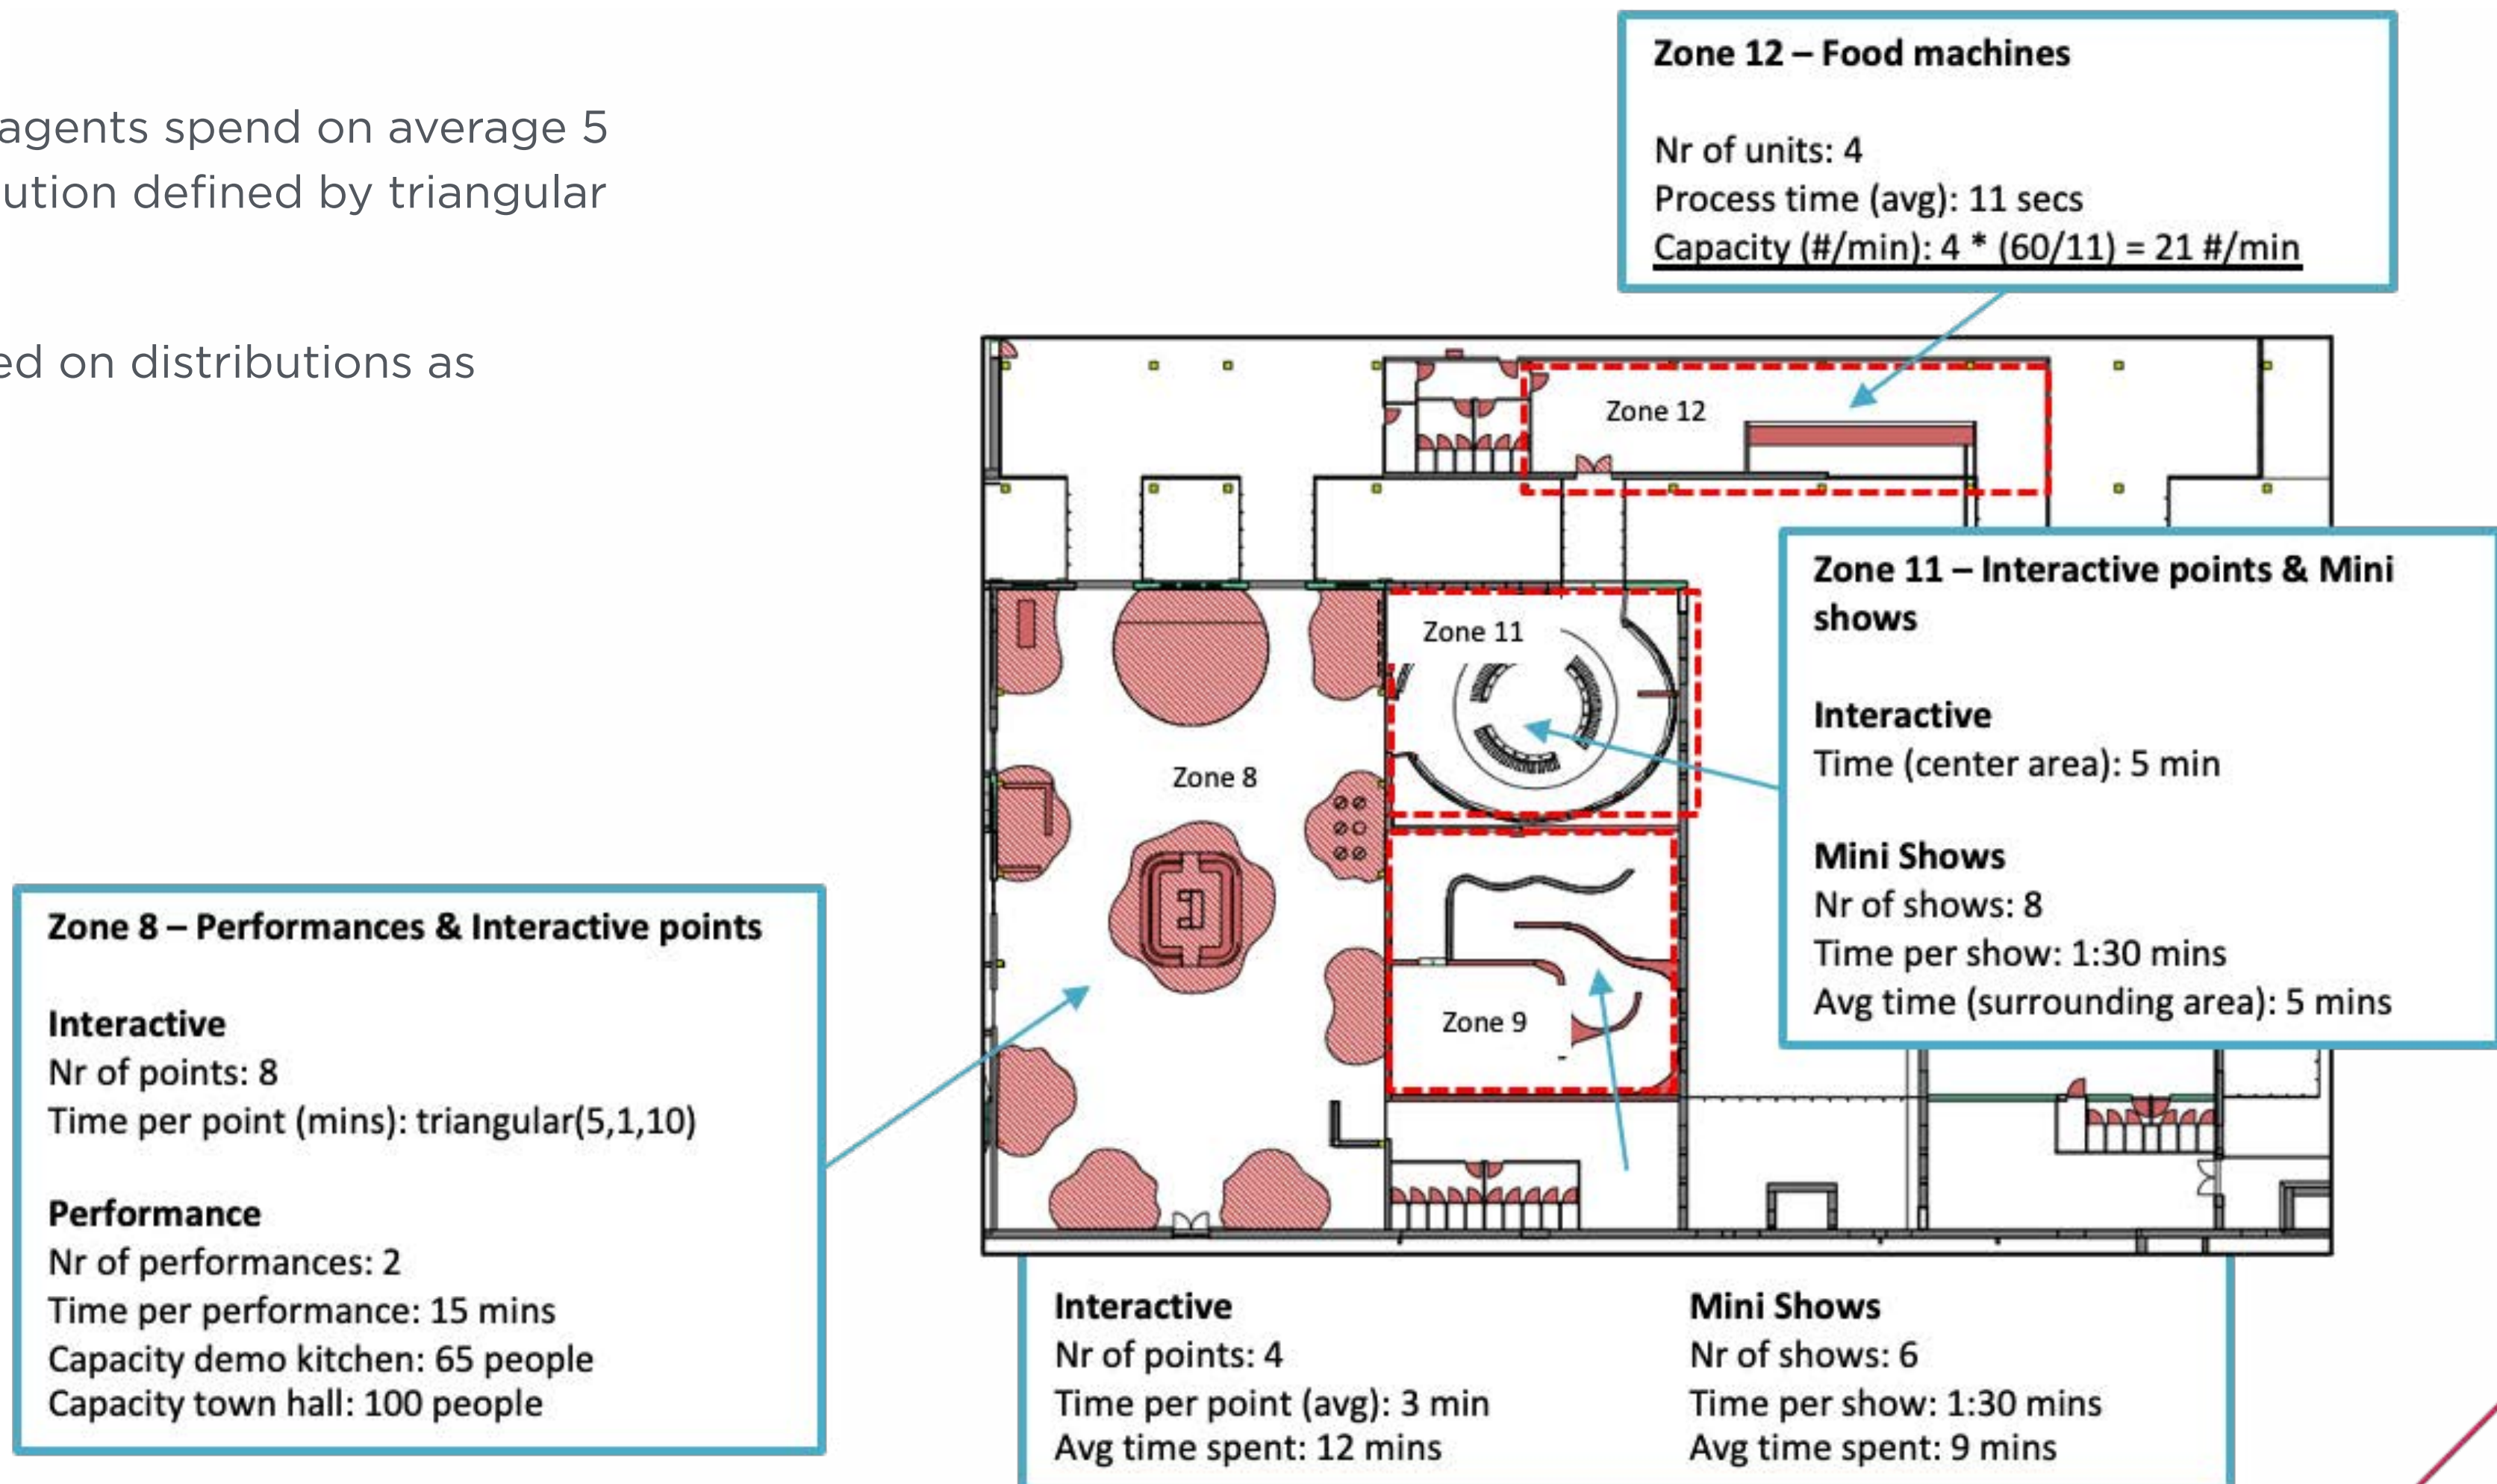 agents spend on average 5
ution defined by triangular
ed on distributions as
Zone 12 – Food machines
Nr of units: 4
Process time (avg): 11 secs
Capacity (#/min): 4 * (60/11) = 21 #/min
Zone 12
Zone 11 – Interactive points & Mini
shows
Interactive
Time (center area): 5 min
Mini Shows
Nr of shows: 8
Time per show: 1:30 mins
Avg time (surrounding area): 5 mins
Zone 11
Zone 8
Zone 9
Zone 8 – Performances & Interactive points
Interactive
Nr of points: 8
Time per point (mins): triangular(5,1,10)
Performance
Nr of performances: 2
Time per performance: 15 mins
Capacity demo kitchen: 65 people
Capacity town hall: 100 people
Interactive
Nr of points: 4
Time per point (avg): 3 min
Avg time spent: 12 mins
Mini Shows
Nr of shows: 6
Time per show: 1:30 mins
Avg time spent: 9 mins